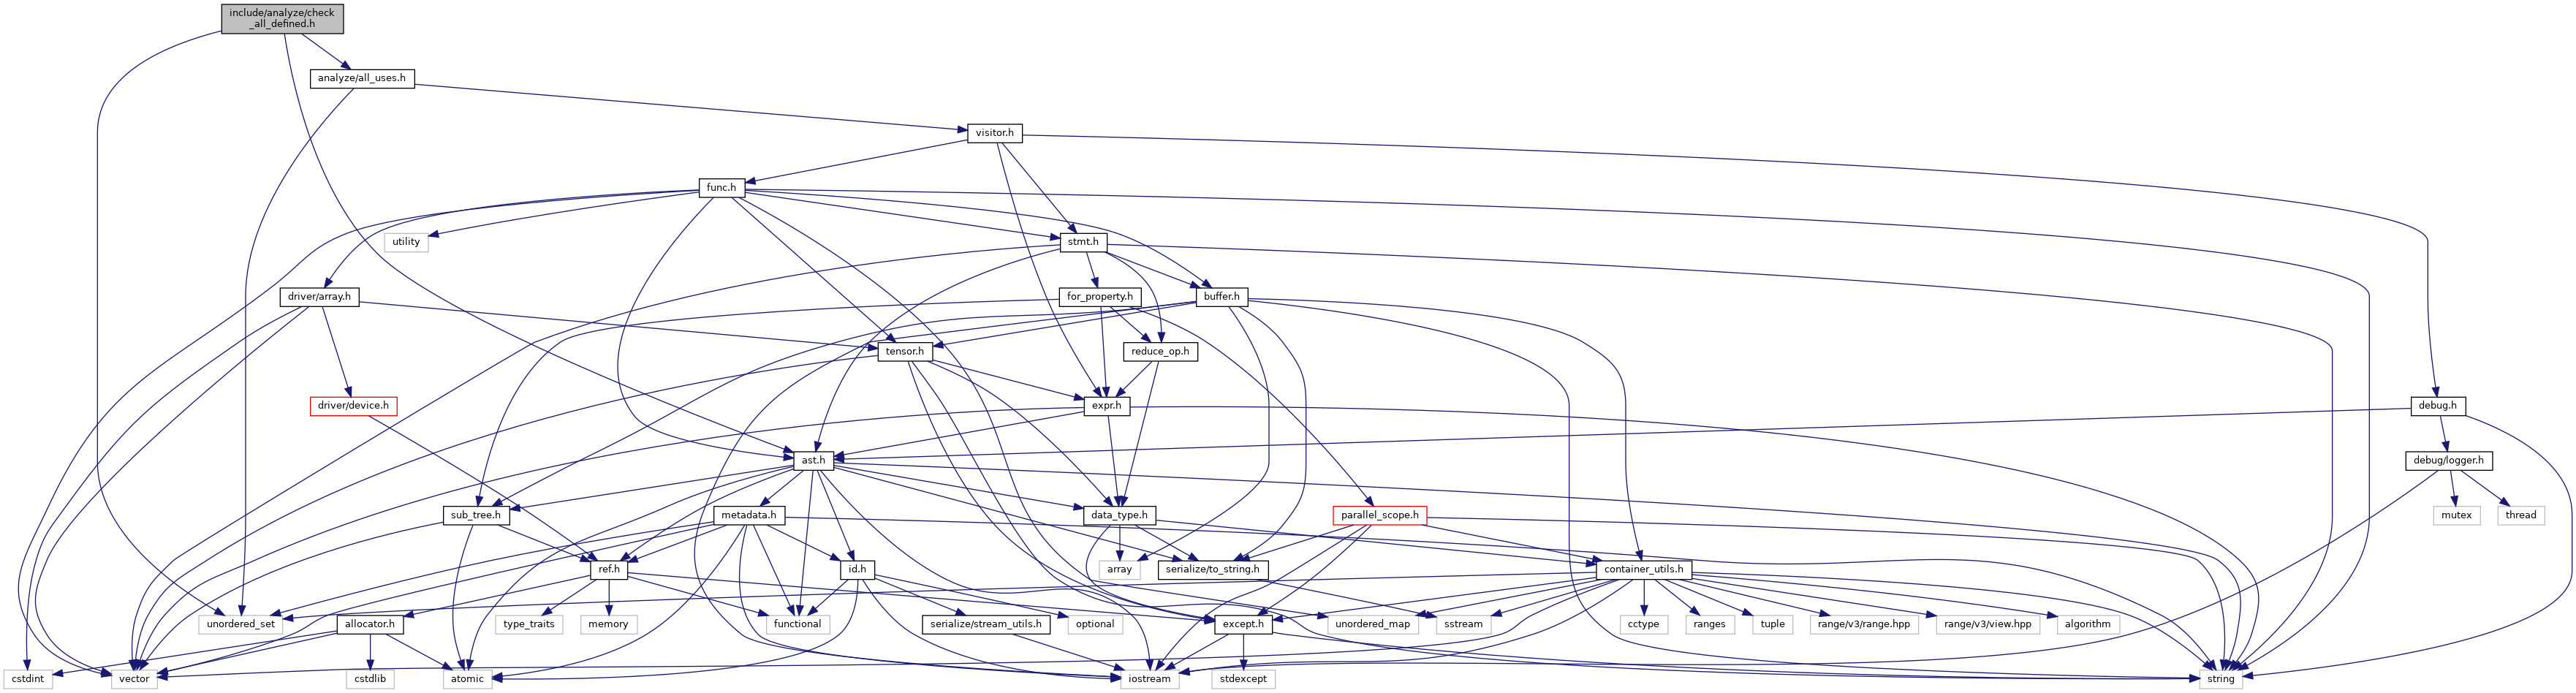 include/analyze/check
_all_defined.h
analyze/all_uses.h
visitor.h
func.h
utility
stmt.h
driver/array.h
for_property.h
buffer.h
tensor.h
reduce_op.h
driver/device.h
expr.h
debug.h
ast.h
debug/logger.h
sub_tree.h
metadata.h
data_type.h
parallel_scope.h
mutex
thread
ref.h
id.h
array
serialize/to_string.h
container_utils.h
unordered_set
allocator.h
type_traits
memory
functional
serialize/stream_utils.h
optional
except.h
unordered_map
sstream
cctype
ranges
tuple
range/v3/range.hpp
range/v3/view.hpp
algorithm
cstdint
vector
cstdlib
atomic
iostream
stdexcept
string